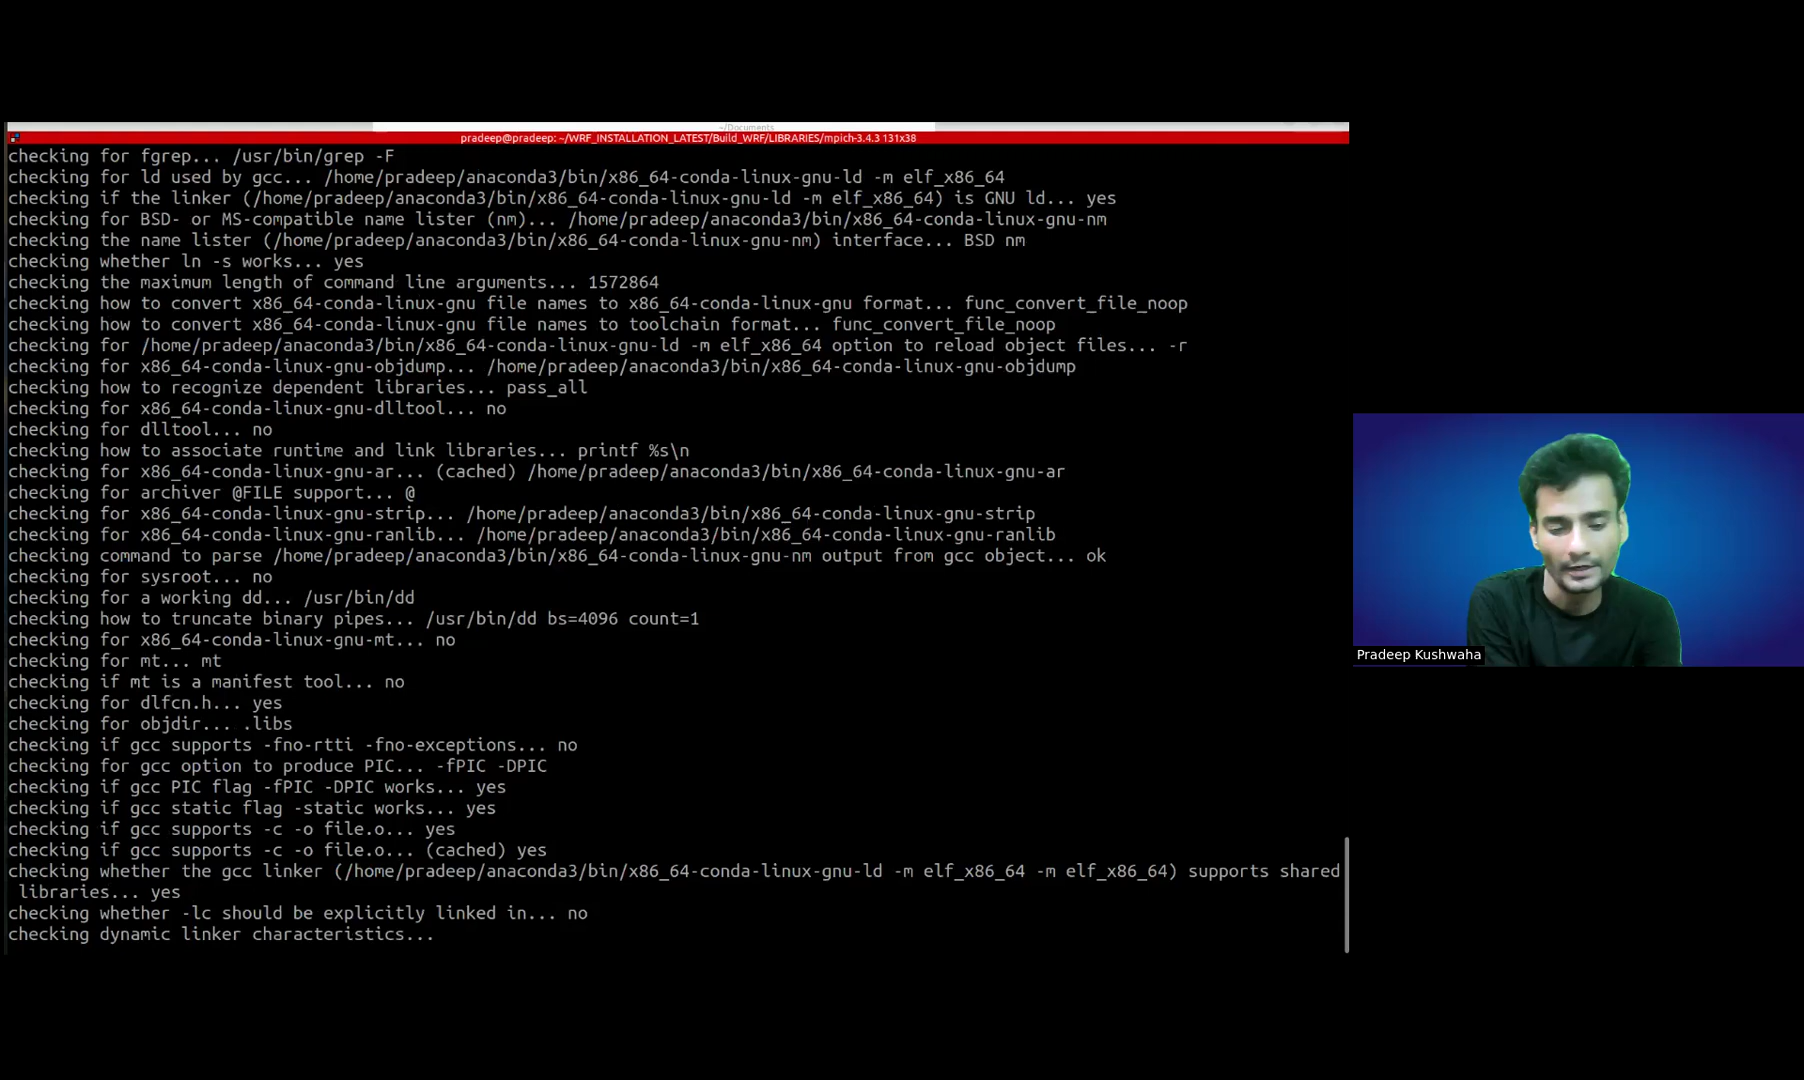 ~/Documents
pradeep@pradeep: ~/WRF_INSTALLATION_LATEST/Build_WRF/LIBRARIES/mpich-3.4.3 131x38
checking for fgrep... /usr/bin/grep -F
checking for ld used by gcc... /home/pradeep/anaconda3/bin/x86_64-conda-linux-gnu-ld -m elf_x86_64
checking if the linker (/home/pradeep/anaconda3/bin/x86_64-conda-linux-gnu-ld -m elf_x86_64) is GNU ld... yes
checking for BSD- or MS-compatible name lister (nm)... /home/pradeep/anaconda3/bin/x86_64-conda-linux-gnu-nm
checking the name lister (/home/pradeep/anaconda3/bin/x86_64-conda-linux-gnu-nm) interface... BSD nm
checking whether ln -s works... yes
checking the maximum length of command line arguments... 1572864
checking how to convert x86_64-conda-linux-gnu file names to x86_64-conda-linux-gnu format... func_convert_file_noop
checking how to convert x86_64-conda-linux-gnu file names to toolchain format... func_convert_file_noop
checking for /home/pradeep/anaconda3/bin/x86_64-conda-linux-gnu-ld -m elf_x86_64 option to reload object files... -r
checking for x86_64-conda-linux-gnu-objdump... /home/pradeep/anaconda3/bin/x86_64-conda-linux-gnu-objdump
checking how to recognize dependent libraries... pass_all
checking for x86_64-conda-linux-gnu-dlltool... no
checking for dlltool... no
checking how to associate runtime and link libraries... printf %s\n
checking for x86_64-conda-linux-gnu-ar... (cached) /home/pradeep/anaconda3/bin/x86_64-conda-linux-gnu-ar
checking for archiver @FILE support... @
checking for x86_64-conda-linux-gnu-strip... /home/pradeep/anaconda3/bin/x86_64-conda-linux-gnu-strip
checking for x86_64-conda-linux-gnu-ranlib... /home/pradeep/anaconda3/bin/x86_64-conda-linux-gnu-ranlib
checking command to parse /home/pradeep/anaconda3/bin/x86_64-conda-linux-gnu-nm output from gcc object... ok
checking for sysroot... no
checking for a working dd... /usr/bin/dd
checking how to truncate binary pipes... /usr/bin/dd bs=4096 count=1
checking for x86_64-conda-linux-gnu-mt... no
checking for mt... mt
checking if mt is a manifest tool... no
checking for dlfcn.h... yes
checking for objdir... .libs
checking if gcc supports -fno-rtti -fno-exceptions... no
checking for gcc option to produce PIC... -fPIC -DPIC
checking if gcc PIC flag -fPIC -DPIC works... yes
checking if gcc static flag -static works... yes
checking if gcc supports -c -o file.o... yes
checking if gcc supports -c -o file.o... (cached) yes
checking whether the gcc linker (/home/pradeep/anaconda3/bin/x86_64-conda-linux-gnu-ld -m elf_x86_64 -m elf_x86_64) supports shared
libraries... yes
checking whether -lc should be explicitly linked in... no
checking dynamic linker characteristics...
Pradeep Kushwaha